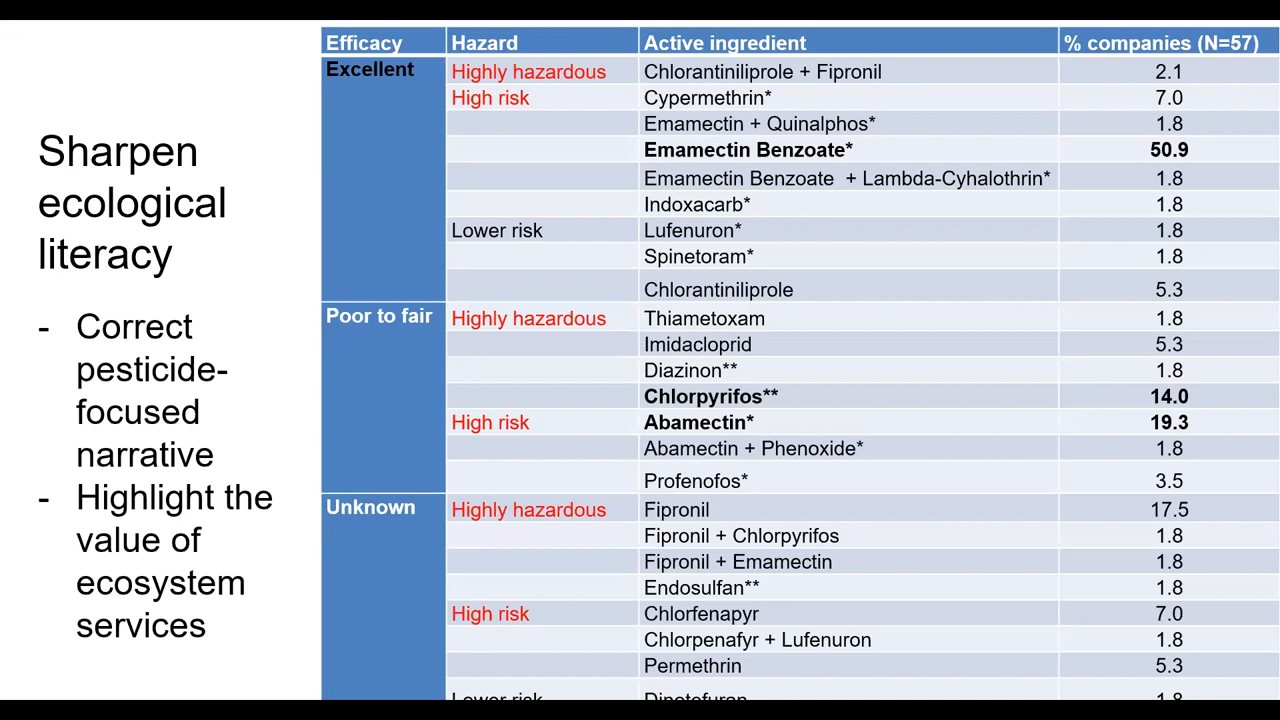 Sharpen
ecological
literacy
- Correct
pesticide-
focused
narrative
- Highlight the
value of
ecosystem
services
Efficacy Hazard Active ingredient % companies (N=57)
Excellent Highly hazardous Chlorantiniliprole + Fipronil 2.1
High risk Cypermethrin* 7.0
Emamectin + Quinalphos* 1.8
Emamectin Benzoate* 50.9
Emamectin Benzoate + Lambda-Cyhalothrin* 1.8
Indoxacarb* 1.8
Lower risk Lufenuron* 1.8
Spinetoram* 1.8
Chlorantiniliprole 5.3
Poor to fair Highly hazardous Thiametoxam 1.8
Imidacloprid 5.3
Diazinon** 1.8
Chlorpyrifos** 14.0
High risk Abamectin* 19.3
Abamectin + Phenoxide* 1.8
Profenofos* 3.5
Unknown Highly hazardous Fipronil 17.5
Fipronil + Chlorpyrifos 1.8
Fipronil + Emamectin 1.8
Endosulfan** 1.8
High risk Chlorfenapyr 7.0
Chlorpenafyr + Lufenuron 1.8
Permethrin 5.3
Lower risk Dinotefuran 1.8